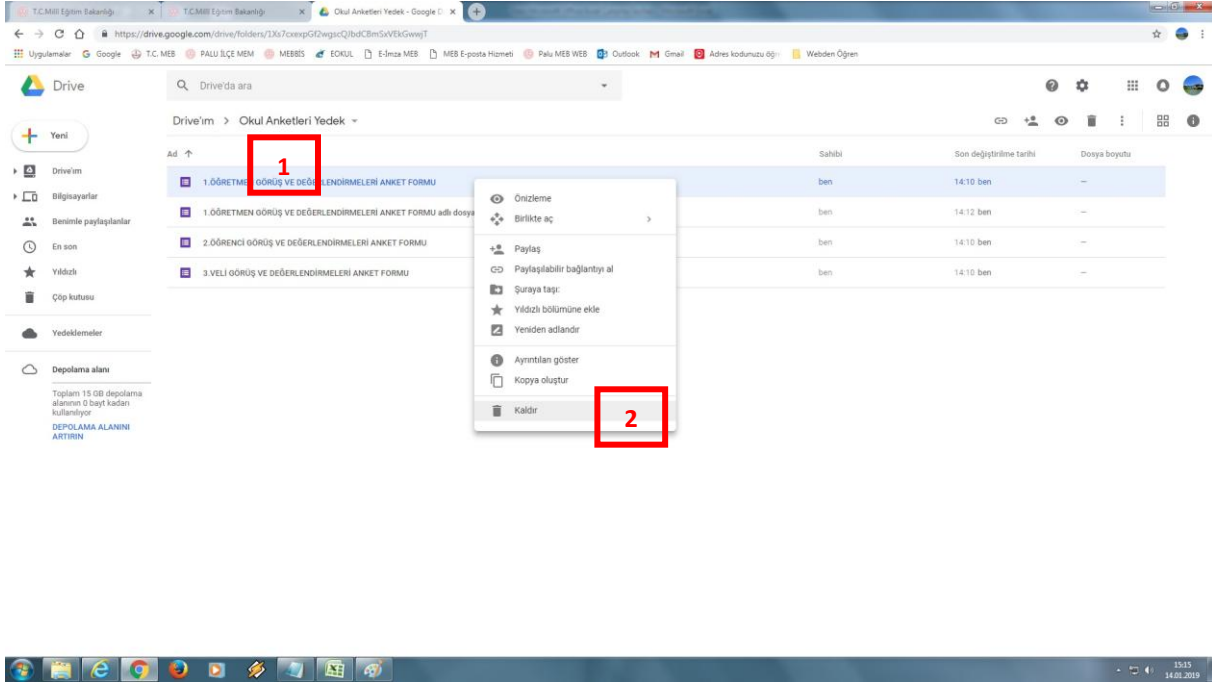 T.C.Milli Eğitim Bakanlığı
T.C.Milli Eğitim Bakanlığı
Okul Anketleri Yedek - Google D
https://drive.google.com/drive/folders/
Uygulamalar
Google
T.C. MEB
PALU İLÇE MEM
MEBBİS
EOKUL
E-İmza MEB
MEB E-posta Hizmeti
Palu MEB WEB
Outlook
Gmail
Adres kodunuzu öğ
Webden Öğren
Drive
Drive'da ara
Drive'ım > Okul Anketleri Yedek
Yeni
Ad
Sahibi
Son değiştirilme tarihi
Dosya boyutu
1
1.ÖĞRETMEN GÖRÜŞ VE DEĞERLENDİRMELERİ ANKET FORMU
ben
14:10 ben
–
1.ÖĞRETMEN GÖRÜŞ VE DEĞERLENDİRMELERİ ANKET FORMU adlı dosya
ben
14:12 ben
–
2.ÖĞRENCİ GÖRÜŞ VE DEĞERLENDİRMELERİ ANKET FORMU
ben
14:10 ben
–
3.VELİ GÖRÜŞ VE DEĞERLENDİRMELERİ ANKET FORMU
ben
14:10 ben
–
Drive'ım
Bilgisayarlar
Benimle paylaşılanlar
En son
Yıldızlı
Çöp kutusu
Yedeklemeler
Depolama alanı
Toplam 15 GB depolama
alanının 0 bayt kadarı
kullanılıyor
DEPOLAMA ALANINI
ARTIRIN
Önizleme
Birlikte aç
Paylaş
Paylaşılabilir bağlantıyı al
Şuraya taşı:
Yıldızlı bölümüne ekle
Yeniden adlandır
Ayrıntıları göster
Kopya oluştur
Kaldır
2
15:15
14.01.2019